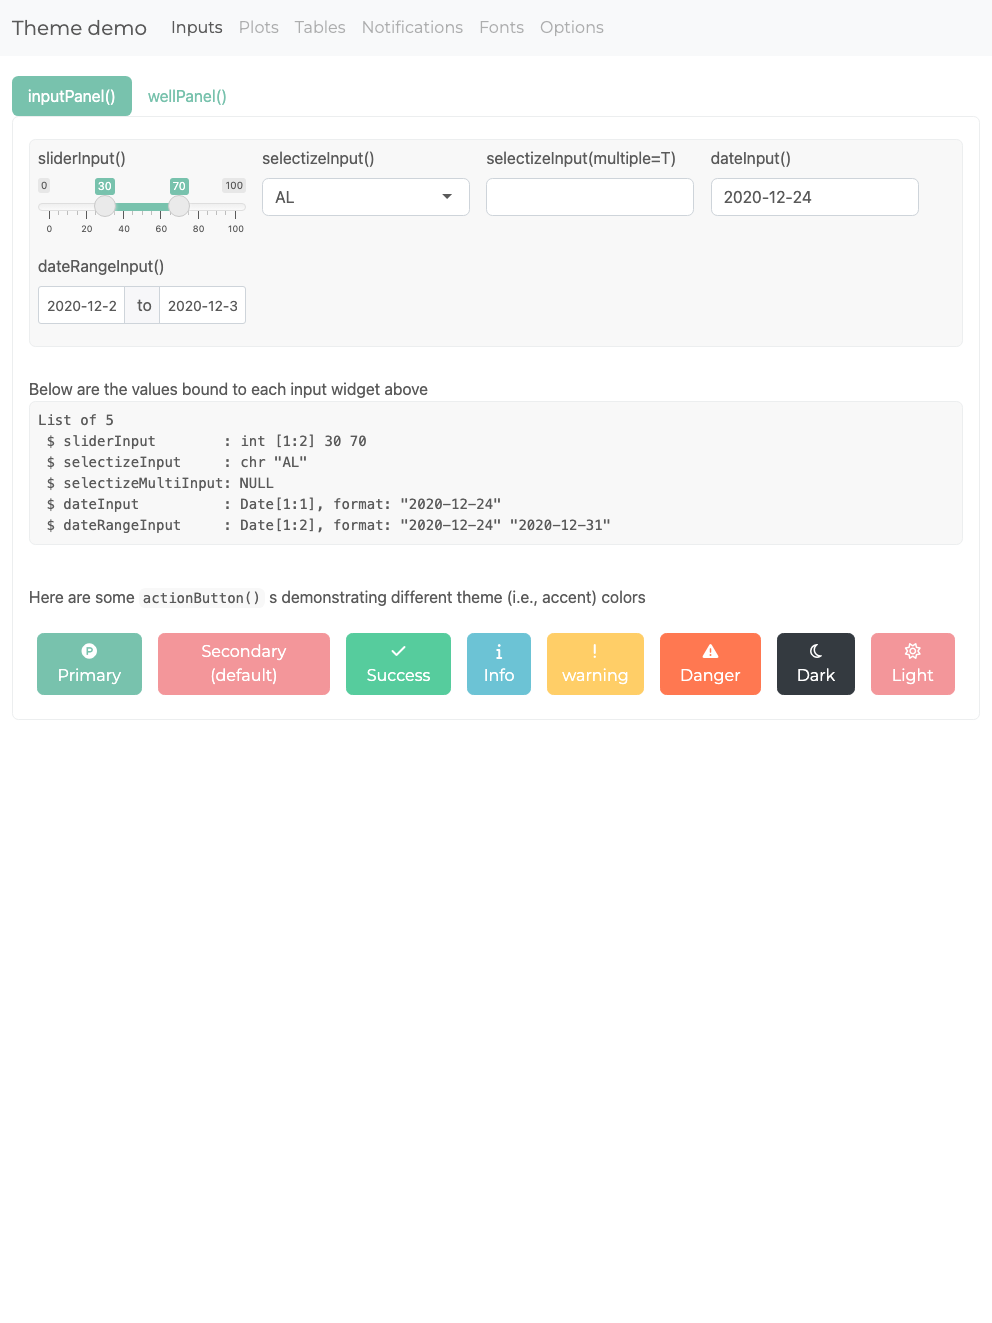 Theme demo Inputs Plots Tables Notifications Fonts Options
inputPanel() wellPanel()
sliderInput() selectizeInput() selectizeInput(multiple=T) dateInput()
0 30 70 100
AL 2020-12-24
0 20 40 60 80 100
dateRangeInput()
2020-12-2 to 2020-12-3
Below are the values bound to each input widget above
List of 5
$ sliderInput : int [1:2] 30 70
$ selectizeInput : chr "AL"
$ selectizeMultiInput: NULL
$ dateInput : Date[1:1], format: "2020-12-24"
$ dateRangeInput : Date[1:2], format: "2020-12-24" "2020-12-31"
Here are some actionButton() s demonstrating different theme (i.e., accent) colors
Primary
Secondary
(default)
Success
Info
warning
Danger
Dark
Light